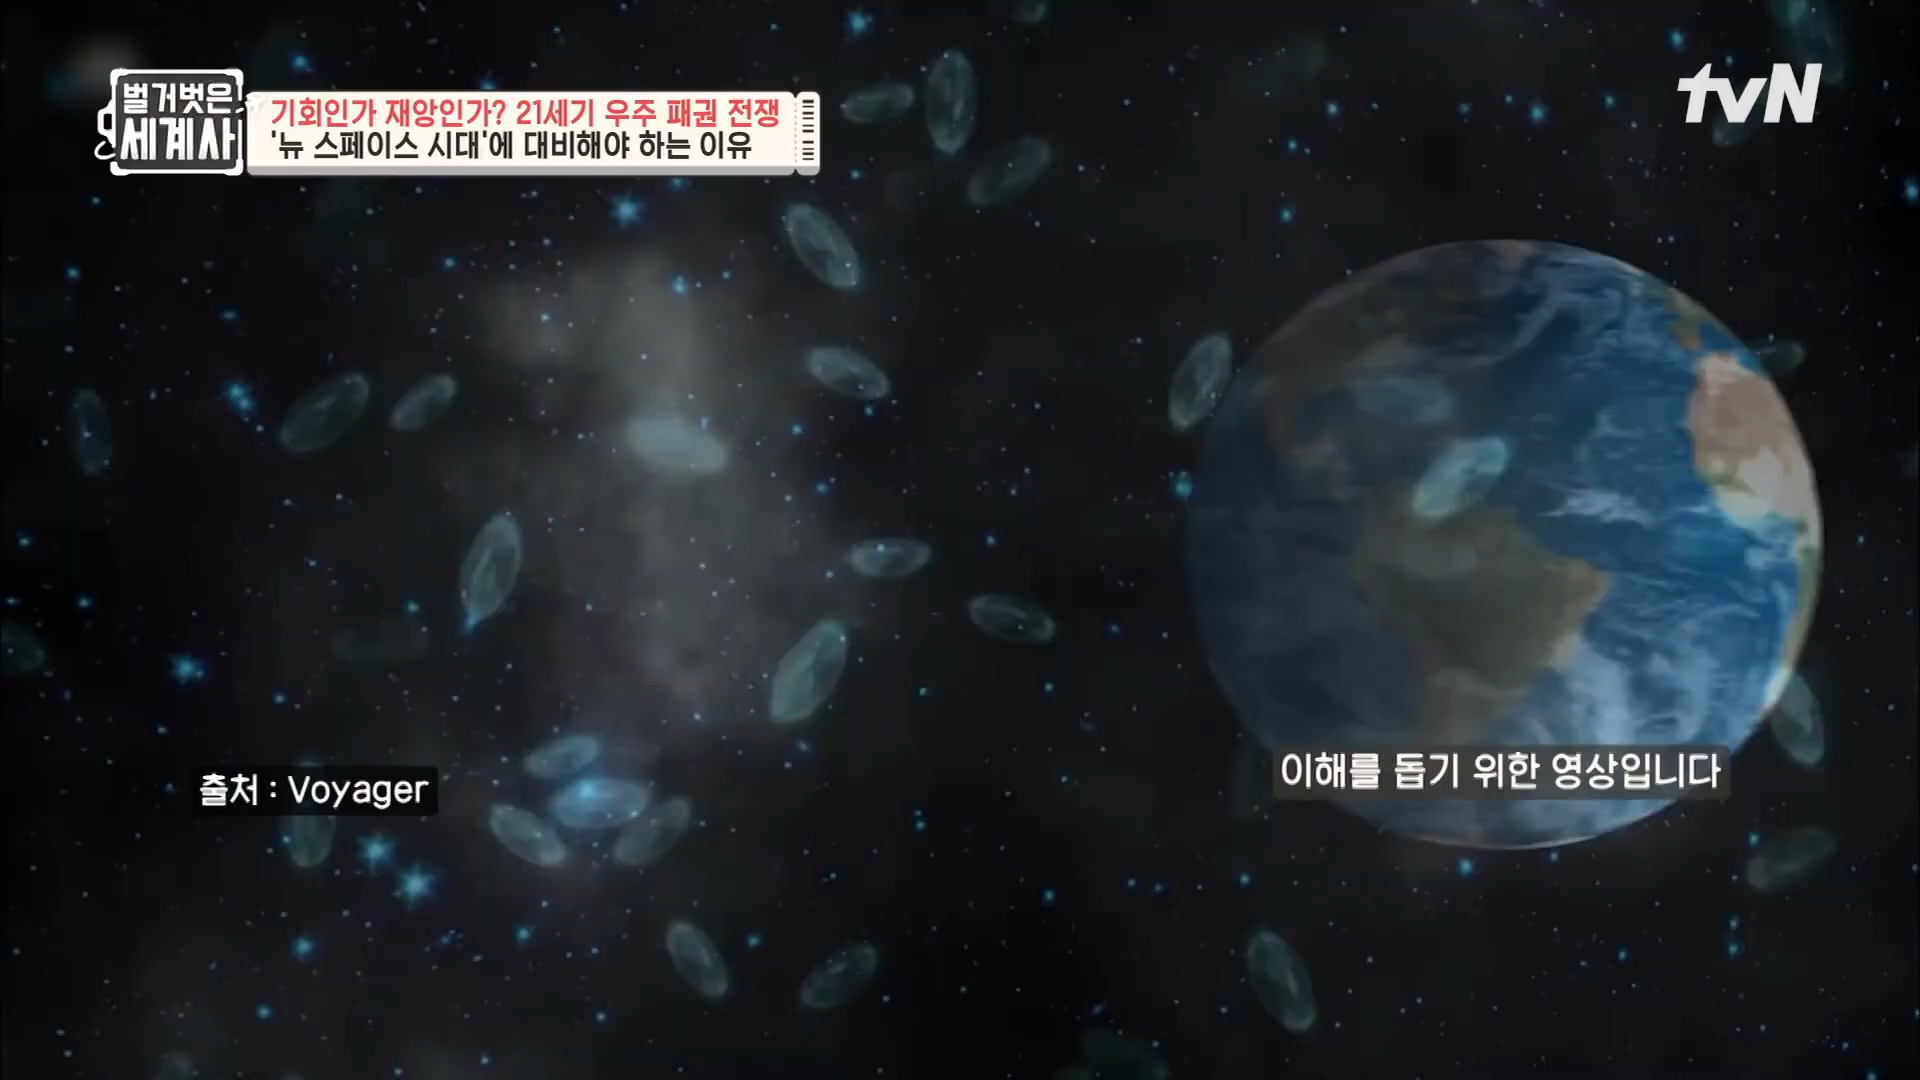 벌거벗은
세계사
기회인가 재앙인가? 21세기 우주 패권 전쟁
'뉴 스페이스 시대'에 대비해야 하는 이유
tvN
출처 : Voyager
이해를 돕기 위한 영상입니다